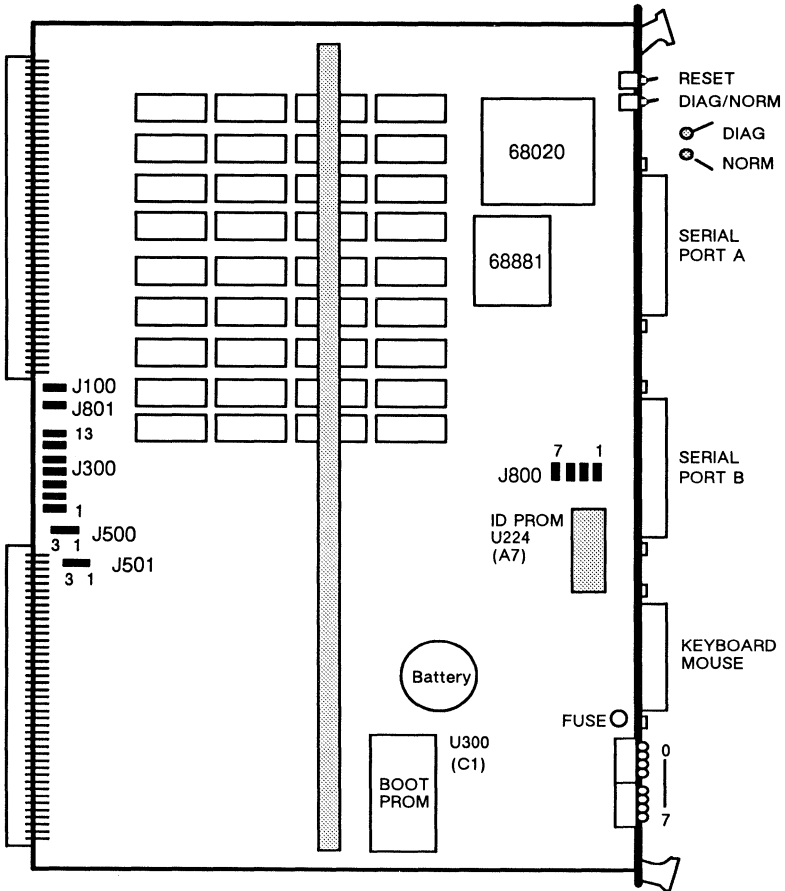 RESET
DIAG/NORM
DIAG
NORM
68020
SERIAL
PORT A
68881
J100
J801
13
J300
1
J500
3 1
J501
3 1
7 1
J800
SERIAL
PORT B
ID PROM
U224
(A7)
KEYBOARD
MOUSE
Battery
FUSE
U300
(C1)
BOOT
PROM
0
7